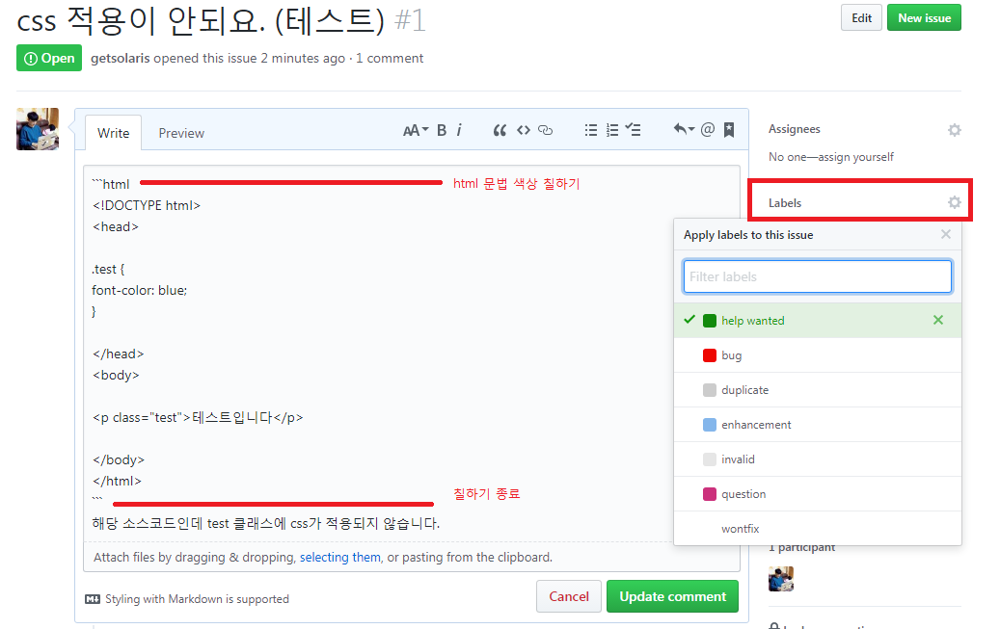 css 적용이 안되요. (테스트) #1
Edit
New issue
Open
getsolaris opened this issue 2 minutes ago · 1 comment
Write
Preview
AA B i
@
```html
html 문법 색상 칠하기
<!DOCTYPE html>
<head>
.test {
font-color: blue;
}
</head>
<body>
<p class="test">테스트입니다</p>
</body>
</html>
```
칠하기 종료
해당 소스코드인데 test 클래스에 css가 적용되지 않습니다.
Attach files by dragging & dropping, selecting them, or pasting from the clipboard.
Styling with Markdown is supported
Cancel
Update comment
Assignees
No one—assign yourself
Labels
Apply labels to this issue
Filter labels
help wanted
bug
duplicate
enhancement
invalid
question
wontfix
1 participant